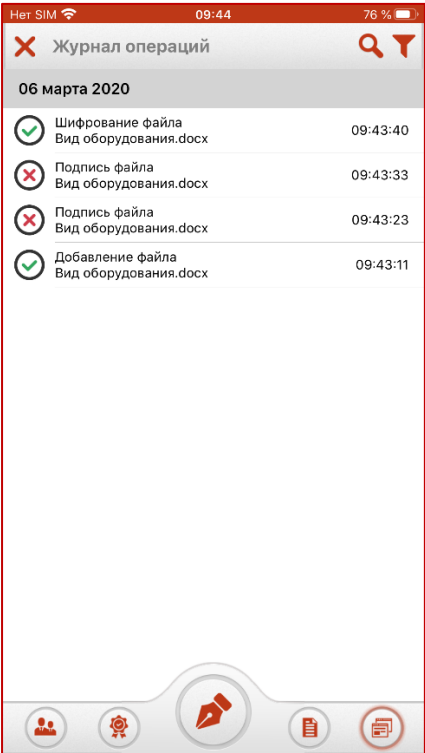 Нет SIM 09:44 76 %
Журнал операций
06 марта 2020
Шифрование файла
Вид оборудования.docx 09:43:40
Подпись файла
Вид оборудования.docx 09:43:33
Подпись файла
Вид оборудования.docx 09:43:23
Добавление файла
Вид оборудования.docx 09:43:11